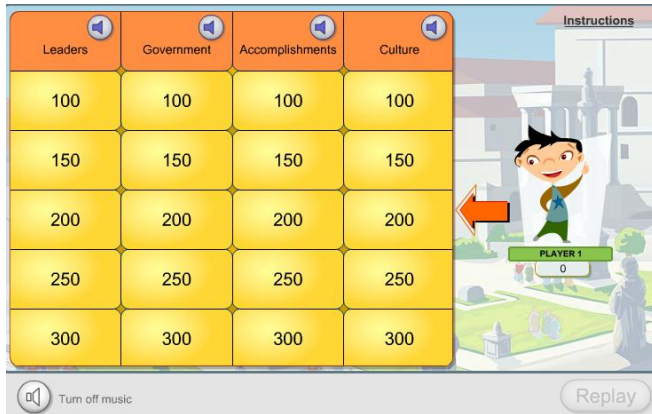 Instructions
Leaders Government Accomplishments Culture
100 100 100 100
150 150 150 150
200 200 200 200
250 250 250 250
300 300 300 300
PLAYER 1
0
Turn off music
Replay